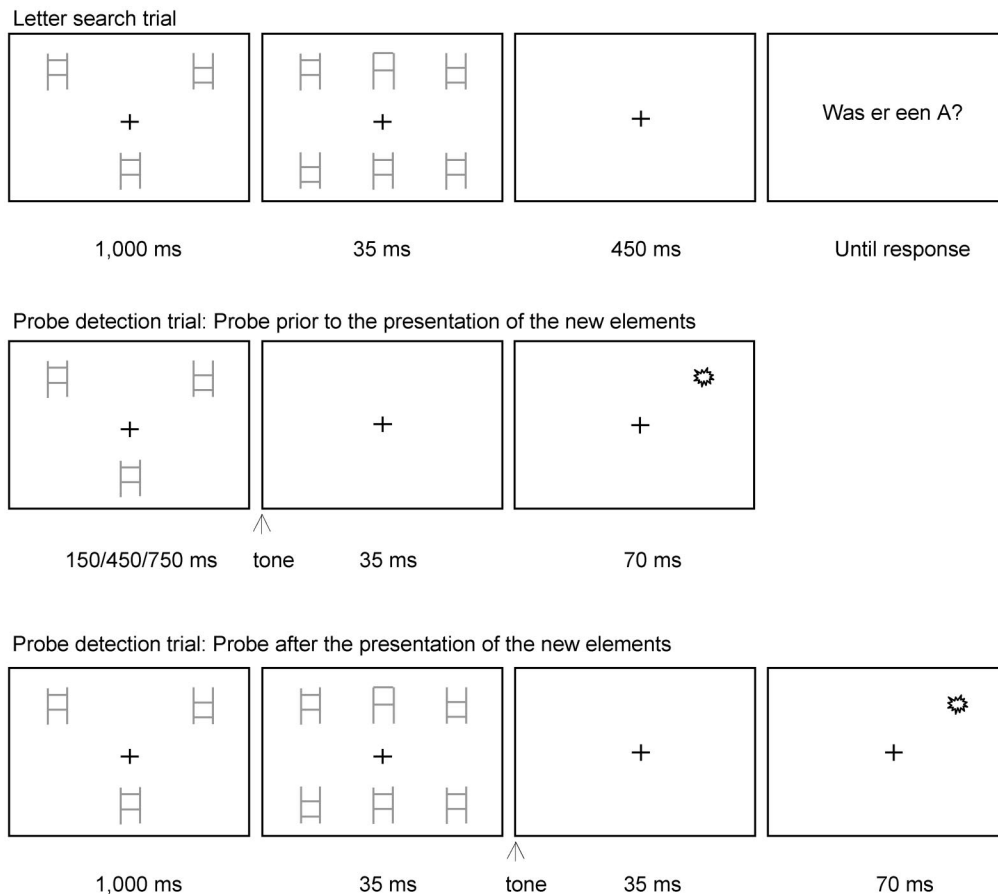 Letter search trial
Was er een A?
1,000 ms 35 ms 450 ms Until response
Probe detection trial: Probe prior to the presentation of the new elements
150/450/750 ms tone 35 ms 70 ms
Probe detection trial: Probe after the presentation of the new elements
1,000 ms 35 ms tone 35 ms 70 ms